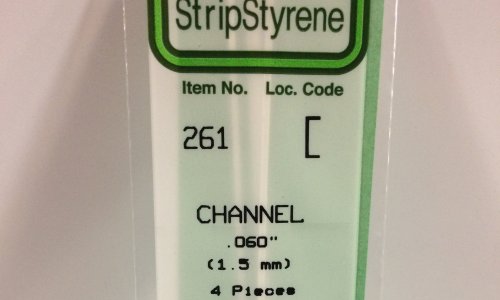 StripStyrene
Item No. Loc. Code
261
CHANNEL
.060"
(1.5 mm)
4 Pieces